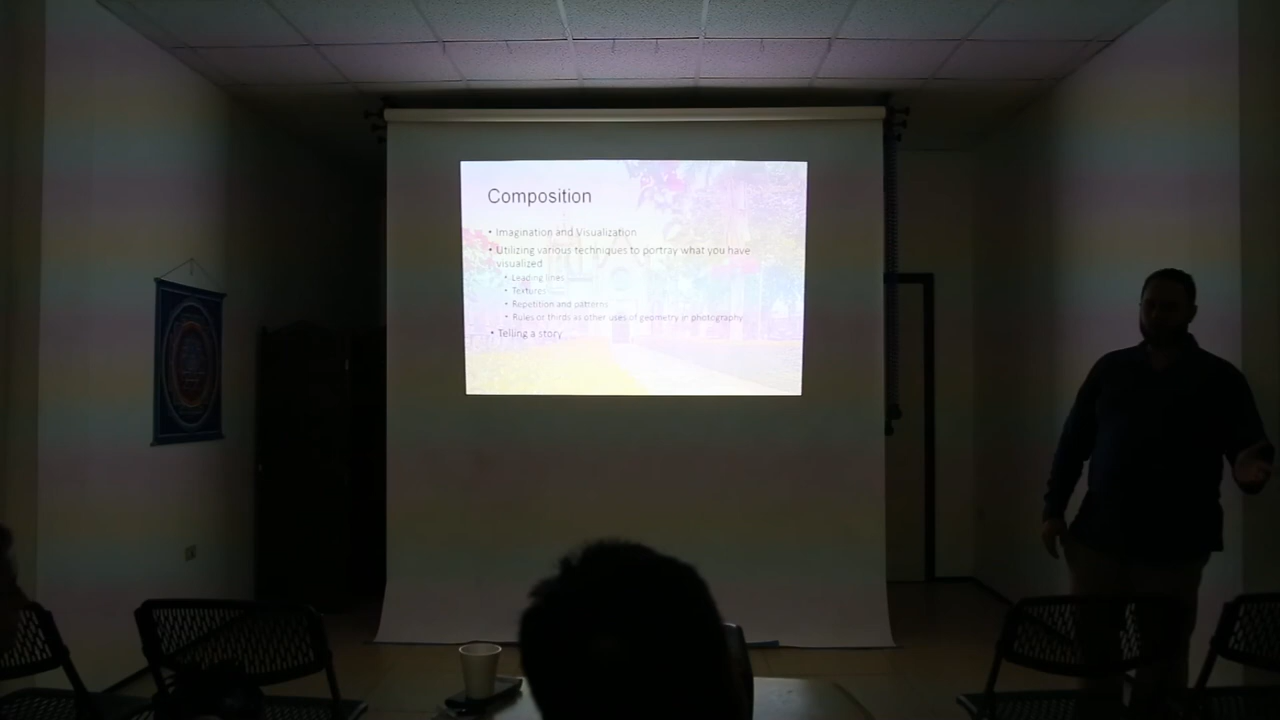 Composition
• Imagination and Visualization
• Utilizing various techniques to portray what you have
visualized
• Leading lines
• Textures
• Repetition and patterns
• Rules or thirds as other uses of geometry in photography
• Telling a story